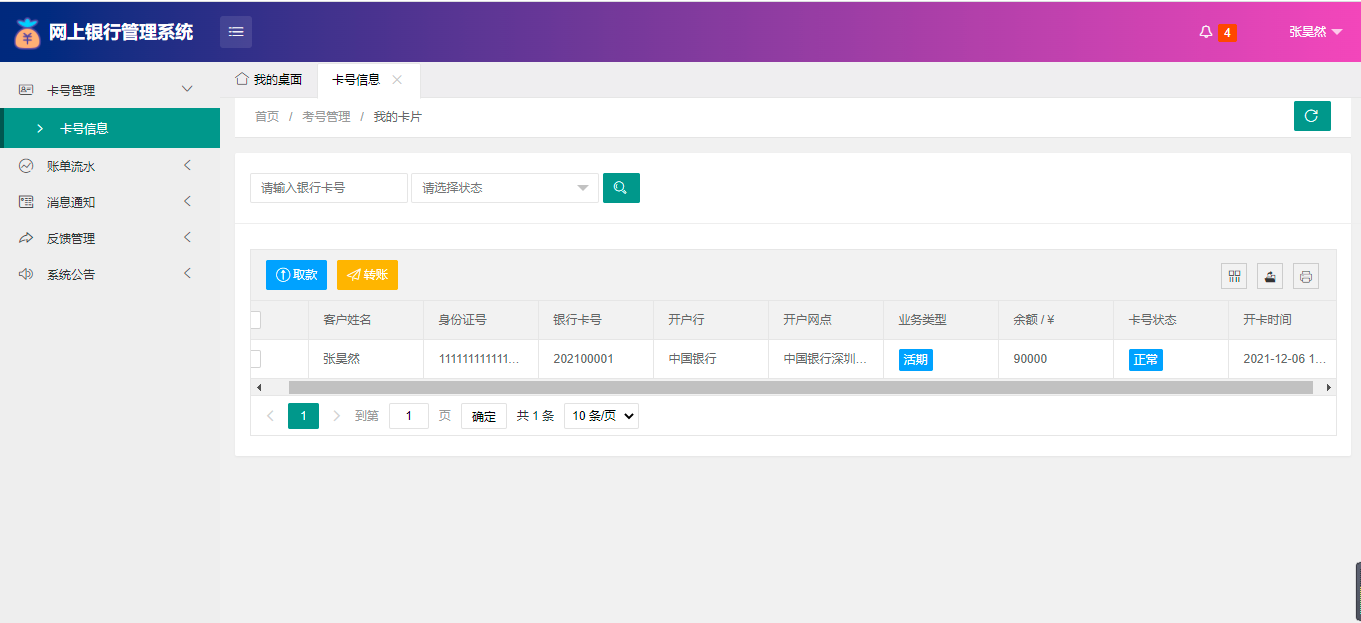 网上银行管理系统
4
张昊然
卡号管理
卡号信息
账单流水
消息通知
反馈管理
系统公告
我的桌面
卡号信息
首页 / 考号管理 / 我的卡片
请输入银行卡号
请选择状态
取款
转账
客户姓名 身份证号 银行卡号 开户行 开户网点 业务类型 余额 / ¥ 卡号状态 开卡时间
张昊然 111111111111... 202100001 中国银行 中国银行深圳... 活期 90000 正常 2021-12-06 1...
1 到第 1 页 确定 共 1 条 10 条/页